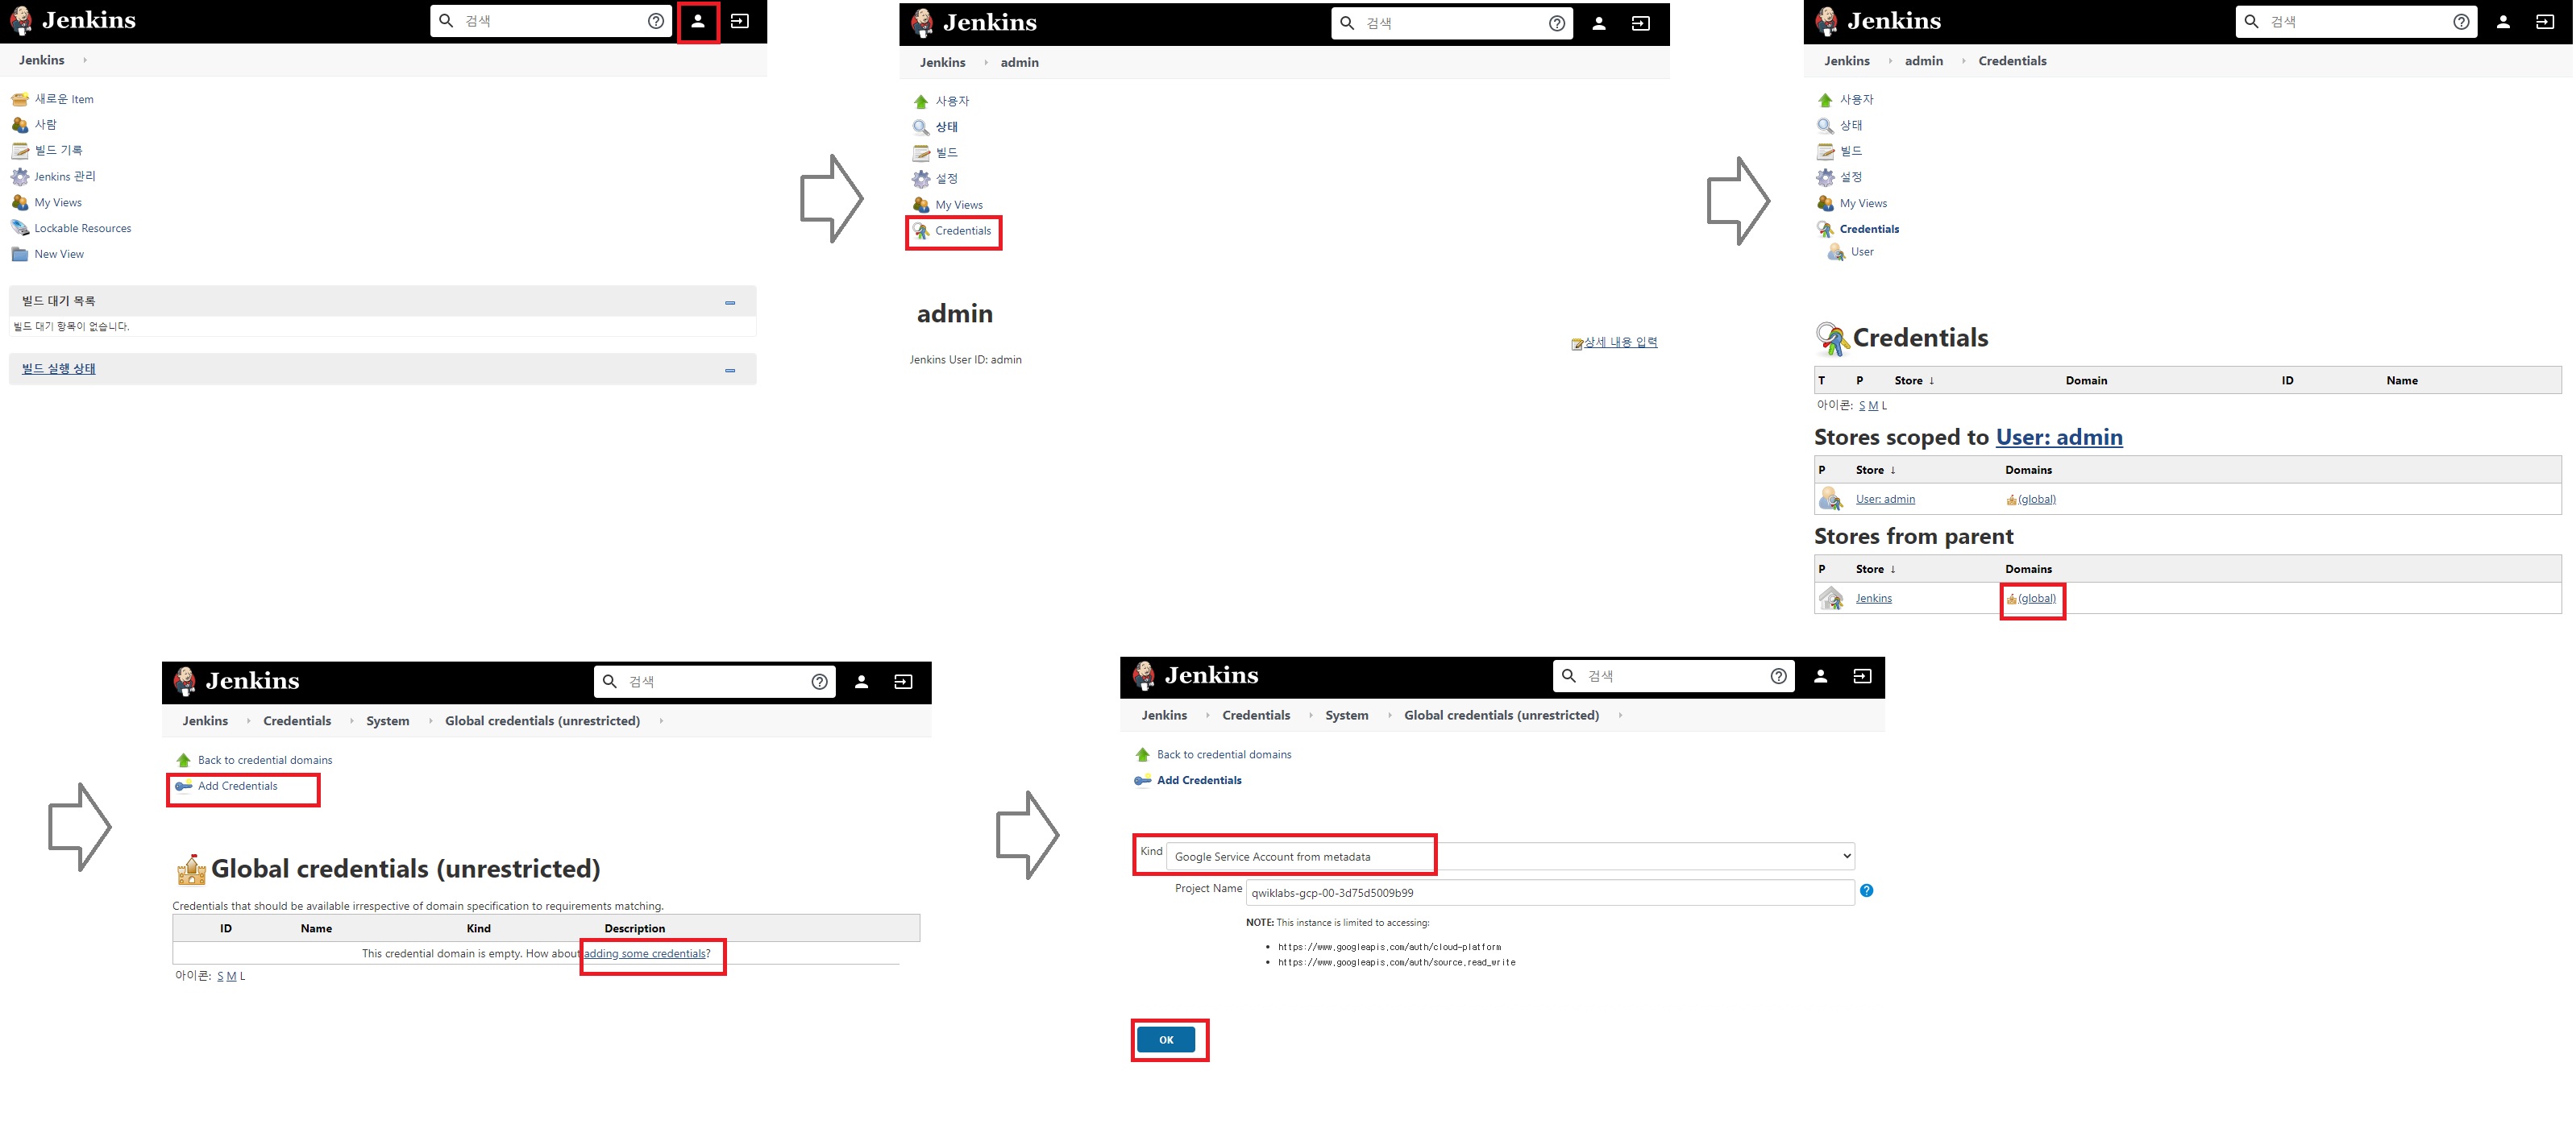 Jenkins
검색
Jenkins
새로운 Item
사람
빌드 기록
Jenkins 관리
My Views
Lockable Resources
New View
빌드 대기 목록
빌드 대기 항목이 없습니다.
빌드 실행 상태
Jenkins
검색
Jenkins admin
사용자
상태
빌드
설정
My Views
Credentials
admin
상세 내용 입력
Jenkins User ID: admin
Jenkins
검색
Jenkins admin Credentials
사용자
상태
빌드
설정
My Views
Credentials
User
Credentials
T P Store ↓ Domain ID Name
아이콘: S M L
Stores scoped to User: admin
P Store ↓ Domains
User: admin (global)
Stores from parent
P Store ↓ Domains
Jenkins (global)
Jenkins
검색
Jenkins Credentials System Global credentials (unrestricted)
Back to credential domains
Add Credentials
Global credentials (unrestricted)
Credentials that should be available irrespective of domain specification to requirements matching.
ID Name Kind Description
This credential domain is empty. How about adding some credentials?
아이콘: S M L
Jenkins
검색
Jenkins Credentials System Global credentials (unrestricted)
Back to credential domains
Add Credentials
Kind Google Service Account from metadata
Project Name qwiklabs-gcp-00-3d75d5009b99
NOTE: This instance is limited to accessing:
• https://www.googleapis.com/auth/cloud-platform
• https://www.googleapis.com/auth/source.read_write
OK